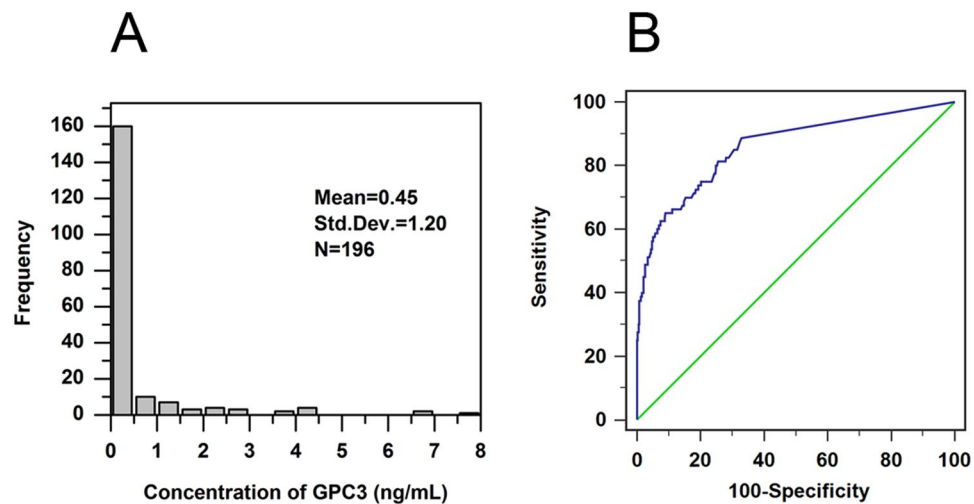 A
B
160
140
120
100
80
60
40
20
0
Frequency
Mean=0.45
Std.Dev.=1.20
N=196
0 1 2 3 4 5 6 7 8
Concentration of GPC3 (ng/mL)
100
80
60
40
20
0
Sensitivity
0 20 40 60 80 100
100-Specificity